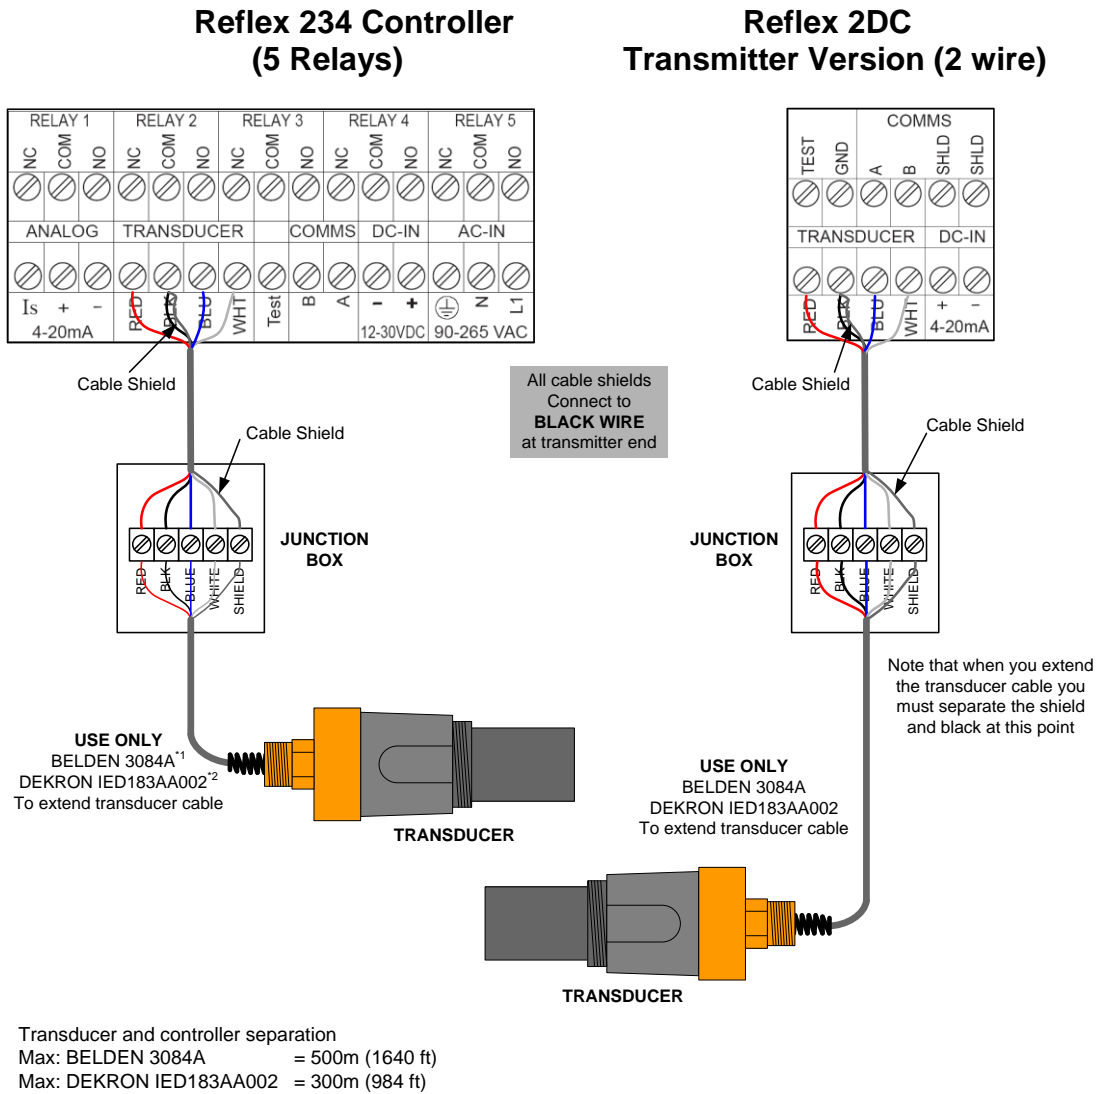 Reflex 234 Controller
(5 Relays)
Reflex 2DC
Transmitter Version (2 wire)
RELAY 1 RELAY 2 RELAY 3 RELAY 4 RELAY 5
NC COM NO NC COM NO NC COM NO NC COM NO NC COM NO
ANALOG TRANSDUCER COMMS DC-IN AC-IN
Is + - RED BLK BLU WHT Test B A - + N L1
4-20mA 12-30VDC 90-265 VAC
COMMS
TEST GND A B SHLD SHLD
TRANSDUCER DC-IN
RED BLK BLU WHT + -
4-20mA
Cable Shield
Cable Shield
All cable shields
Connect to
BLACK WIRE
at transmitter end
Cable Shield
Cable Shield
JUNCTION
BOX
JUNCTION
BOX
RED BLK BLUE WHITE SHIELD
RED BLK BLUE WHITE SHIELD
Note that when you extend
the transducer cable you
must separate the shield
and black at this point
USE ONLY
BELDEN 3084A*1
DEKRON IED183AA002*2
To extend transducer cable
TRANSDUCER
USE ONLY
BELDEN 3084A
DEKRON IED183AA002
To extend transducer cable
TRANSDUCER
Transducer and controller separation
Max: BELDEN 3084A = 500m (1640 ft)
Max: DEKRON IED183AA002 = 300m (984 ft)